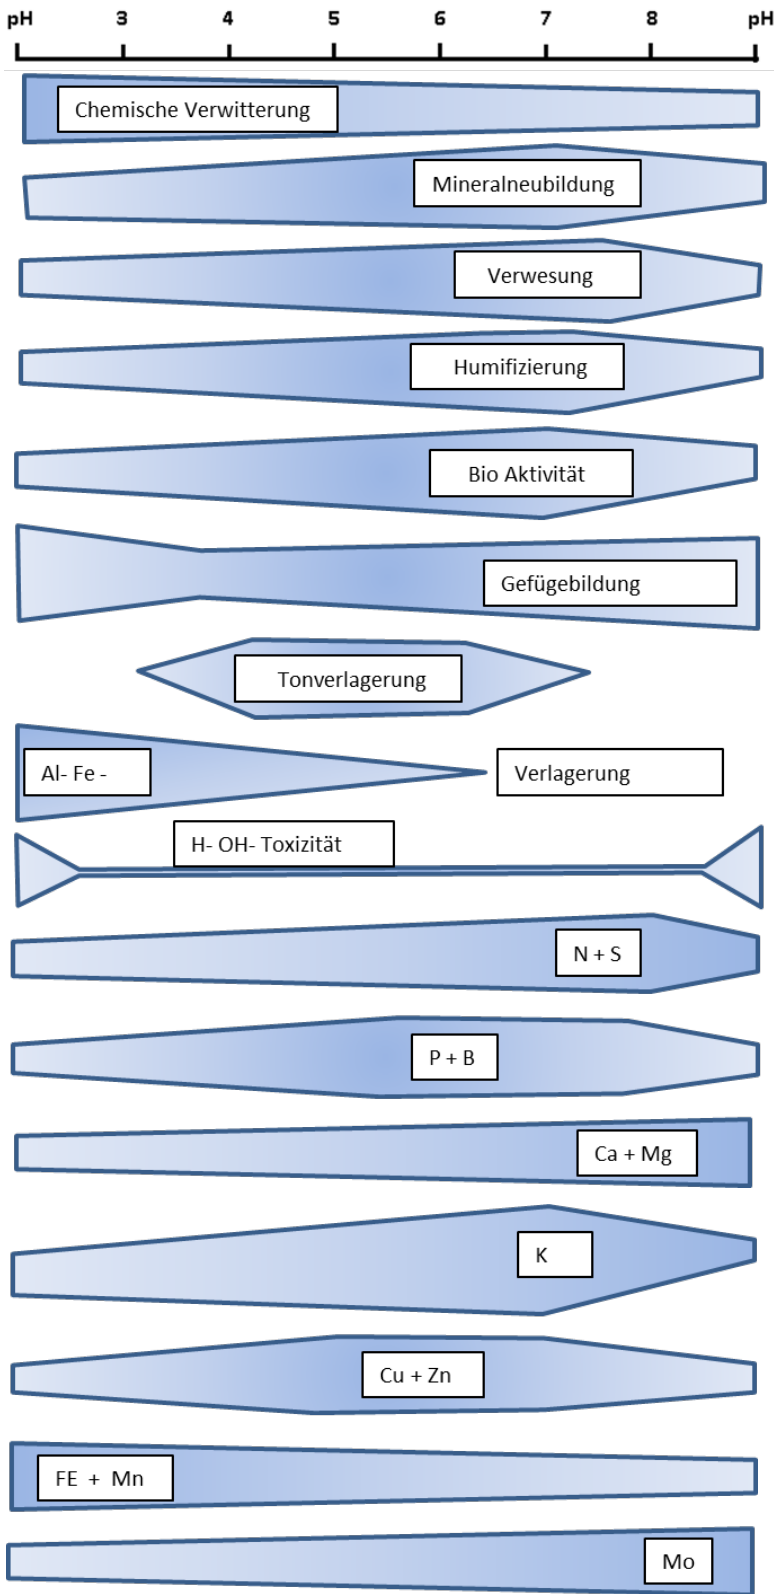 pH 3 4 5 6 7 8 pH
Chemische Verwitterung
Mineralneubildung
Verwesung
Humifizierung
Bio Aktivität
Gefügebildung
Tonverlagerung
Al- Fe - Verlagerung
H- OH- Toxizität
N + S
P + B
Ca + Mg
K
Cu + Zn
FE + Mn
Mo